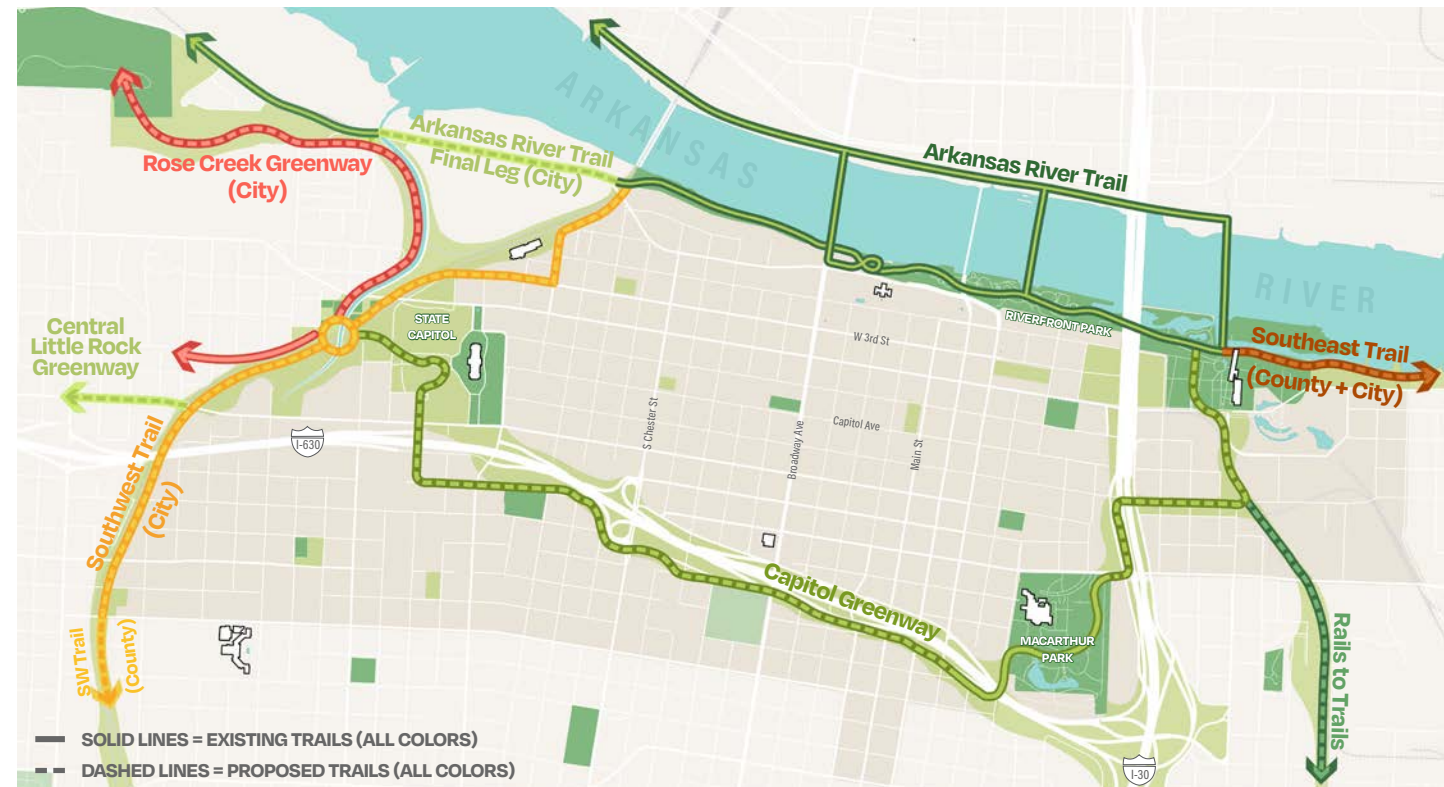 ARKANSAS
RIVER
Arkansas River Trail
Final Leg (City)
Arkansas River Trail
Rose Creek Greenway
(City)
STATE
CAPITOL
RIVERFRONT PARK
W 3rd St
Southeast Trail
(County + City)
Central
Little Rock
Greenway
Capitol Ave
S Chester St
Broadway Ave
Main St
I-630
Southwest Trail
(City)
Capitol Greenway
MACARTHUR
PARK
SW Trail
(County)
Rails to Trails
SOLID LINES = EXISTING TRAILS (ALL COLORS)
DASHED LINES = PROPOSED TRAILS (ALL COLORS)
I-30